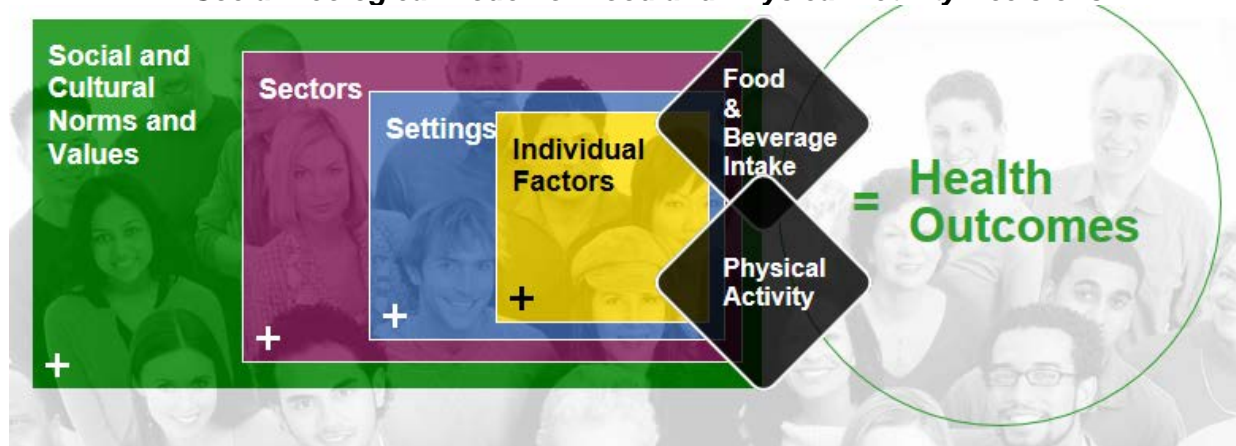 Social and
Cultural
Norms and
Values
+
Sectors
+
Settings
+
Individual
Factors
+
Food
&
Beverage
Intake
Physical
Activity
=
Health
Outcomes